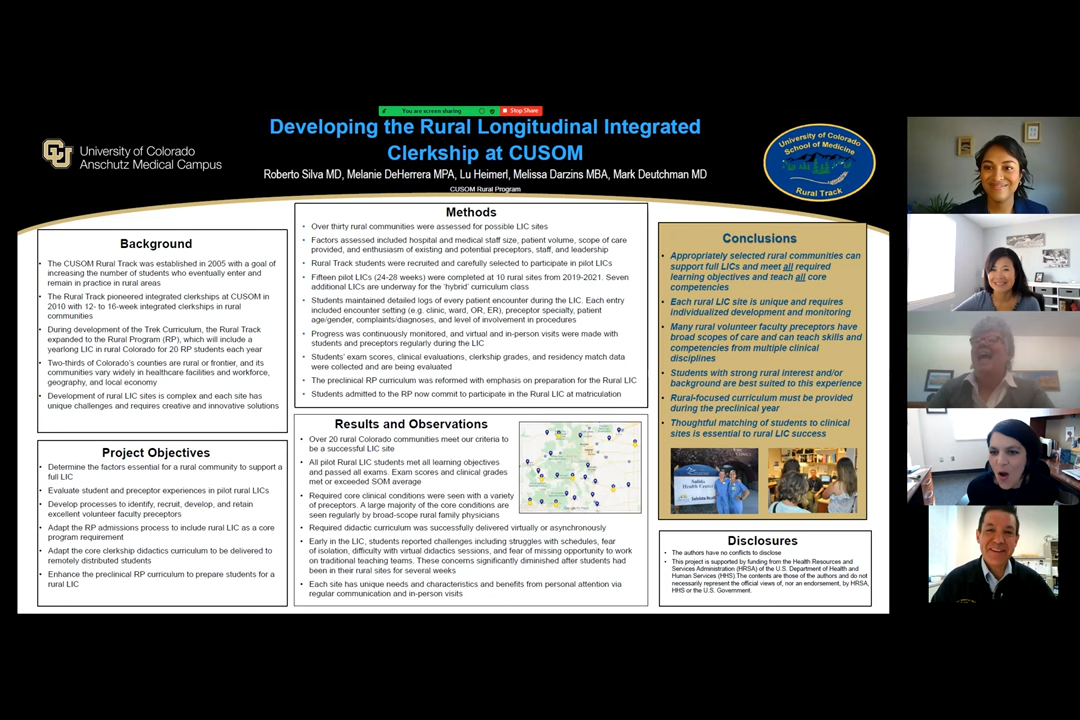 You are screen sharing
Stop Share
Developing the Rural Longitudinal Integrated
Clerkship at CUSOM
Roberto Silva MD, Melanie DeHerrera MPA, Lu Heimerl, Melissa Darzins MBA, Mark Deutchman MD
CUSOM Rural Program
CU
University of Colorado
Anschutz Medical Campus
University of Colorado
School of Medicine
Rural Track
Background
• The CUSOM Rural Track was established in 2005 with a goal of
increasing the number of students who eventually enter and
remain in practice in rural areas
• The Rural Track pioneered integrated clerkships at CUSOM in
2010 with 12- to 16-week integrated clerkships in rural
communities
• During development of the Trek Curriculum, the Rural Track
expanded to the Rural Program (RP), which will include a
yearlong LIC in rural Colorado for 20 RP students each year
• Two-thirds of Colorado's counties are rural or frontier, and its
communities vary widely in healthcare facilities and workforce,
geography, and local economy
• Development of rural LIC sites is complex and each site has
unique challenges and requires creative and innovative solutions
Project Objectives
• Determine the factors essential for a rural community to support a
full LIC
• Evaluate student and preceptor experiences in pilot rural LICs
• Develop processes to identify, recruit, develop, and retain
excellent volunteer faculty preceptors
• Adapt the RP admissions process to include rural LIC as a core
program requirement
• Adapt the core clerkship didactics curriculum to be delivered to
remotely distributed students
• Enhance the preclinical RP curriculum to prepare students for a
rural LIC
Methods
• Over thirty rural communities were assessed for possible LIC sites
• Factors assessed included hospital and medical staff size, patient volume, scope of care
provided, and enthusiasm of existing and potential preceptors, staff, and leadership
• Rural Track students were recruited and carefully selected to participate in pilot LICs
• Fifteen pilot LICs (24-28 weeks) were completed at 10 rural sites from 2019-2021. Seven
additional LICs are underway for the 'hybrid' curriculum class
• Students maintained detailed logs of every patient encounter during the LIC. Each entry
included encounter setting (e.g. clinic, ward, OR, ER), preceptor specialty, patient
age/gender, complaints/diagnoses, and level of involvement in procedures
• Progress was continuously monitored, and virtual and in-person visits were made with
students and preceptors regularly during the LIC
• Students' exam scores, clinical evaluations, clerkship grades, and residency match data
were collected and are being evaluated
• The preclinical RP curriculum was reformed with emphasis on preparation for the Rural LIC
• Students admitted to the RP now commit to participate in the Rural LIC at matriculation
Results and Observations
• Over 20 rural Colorado communities meet our criteria to
be a successful LIC site
• All pilot Rural LIC students met all learning objectives
and passed all exams. Exam scores and clinical grades
met or exceeded SOM average
• Required core clinical conditions were seen with a variety
of preceptors. A large majority of the core conditions are
seen regularly by broad-scope rural family physicians
• Required didactic curriculum was successfully delivered virtually or asynchronously
• Early in the LIC, students reported challenges including struggles with schedules, fear
of isolation, difficulty with virtual didactics sessions, and fear of missing opportunity to work
on traditional teaching teams. These concerns significantly diminished after students had
been in their rural sites for several weeks
• Each site has unique needs and characteristics and benefits from personal attention via
regular communication and in-person visits
Conclusions
• Appropriately selected rural communities can
support full LICs and meet all required
learning objectives and teach all core
competencies
• Each rural LIC site is unique and requires
individualized development and monitoring
• Many rural volunteer faculty preceptors have
broad scopes of care and can teach skills and
competencies from multiple clinical
disciplines
• Students with strong rural interest and/or
background are best suited to this experience
• Rural-focused curriculum must be provided
during the preclinical year
• Thoughtful matching of students to clinical
sites is essential to rural LIC success
Salida
Health Center
Disclosures
• The authors have no conflicts to disclose
• This project is supported by funding from the Health Resources and
Services Administration (HRSA) of the U.S. Department of Health and
Human Services (HHS).The contents are those of the authors and do not
necessarily represent the official views of, nor an endorsement, by HRSA,
HHS or the U.S. Government.